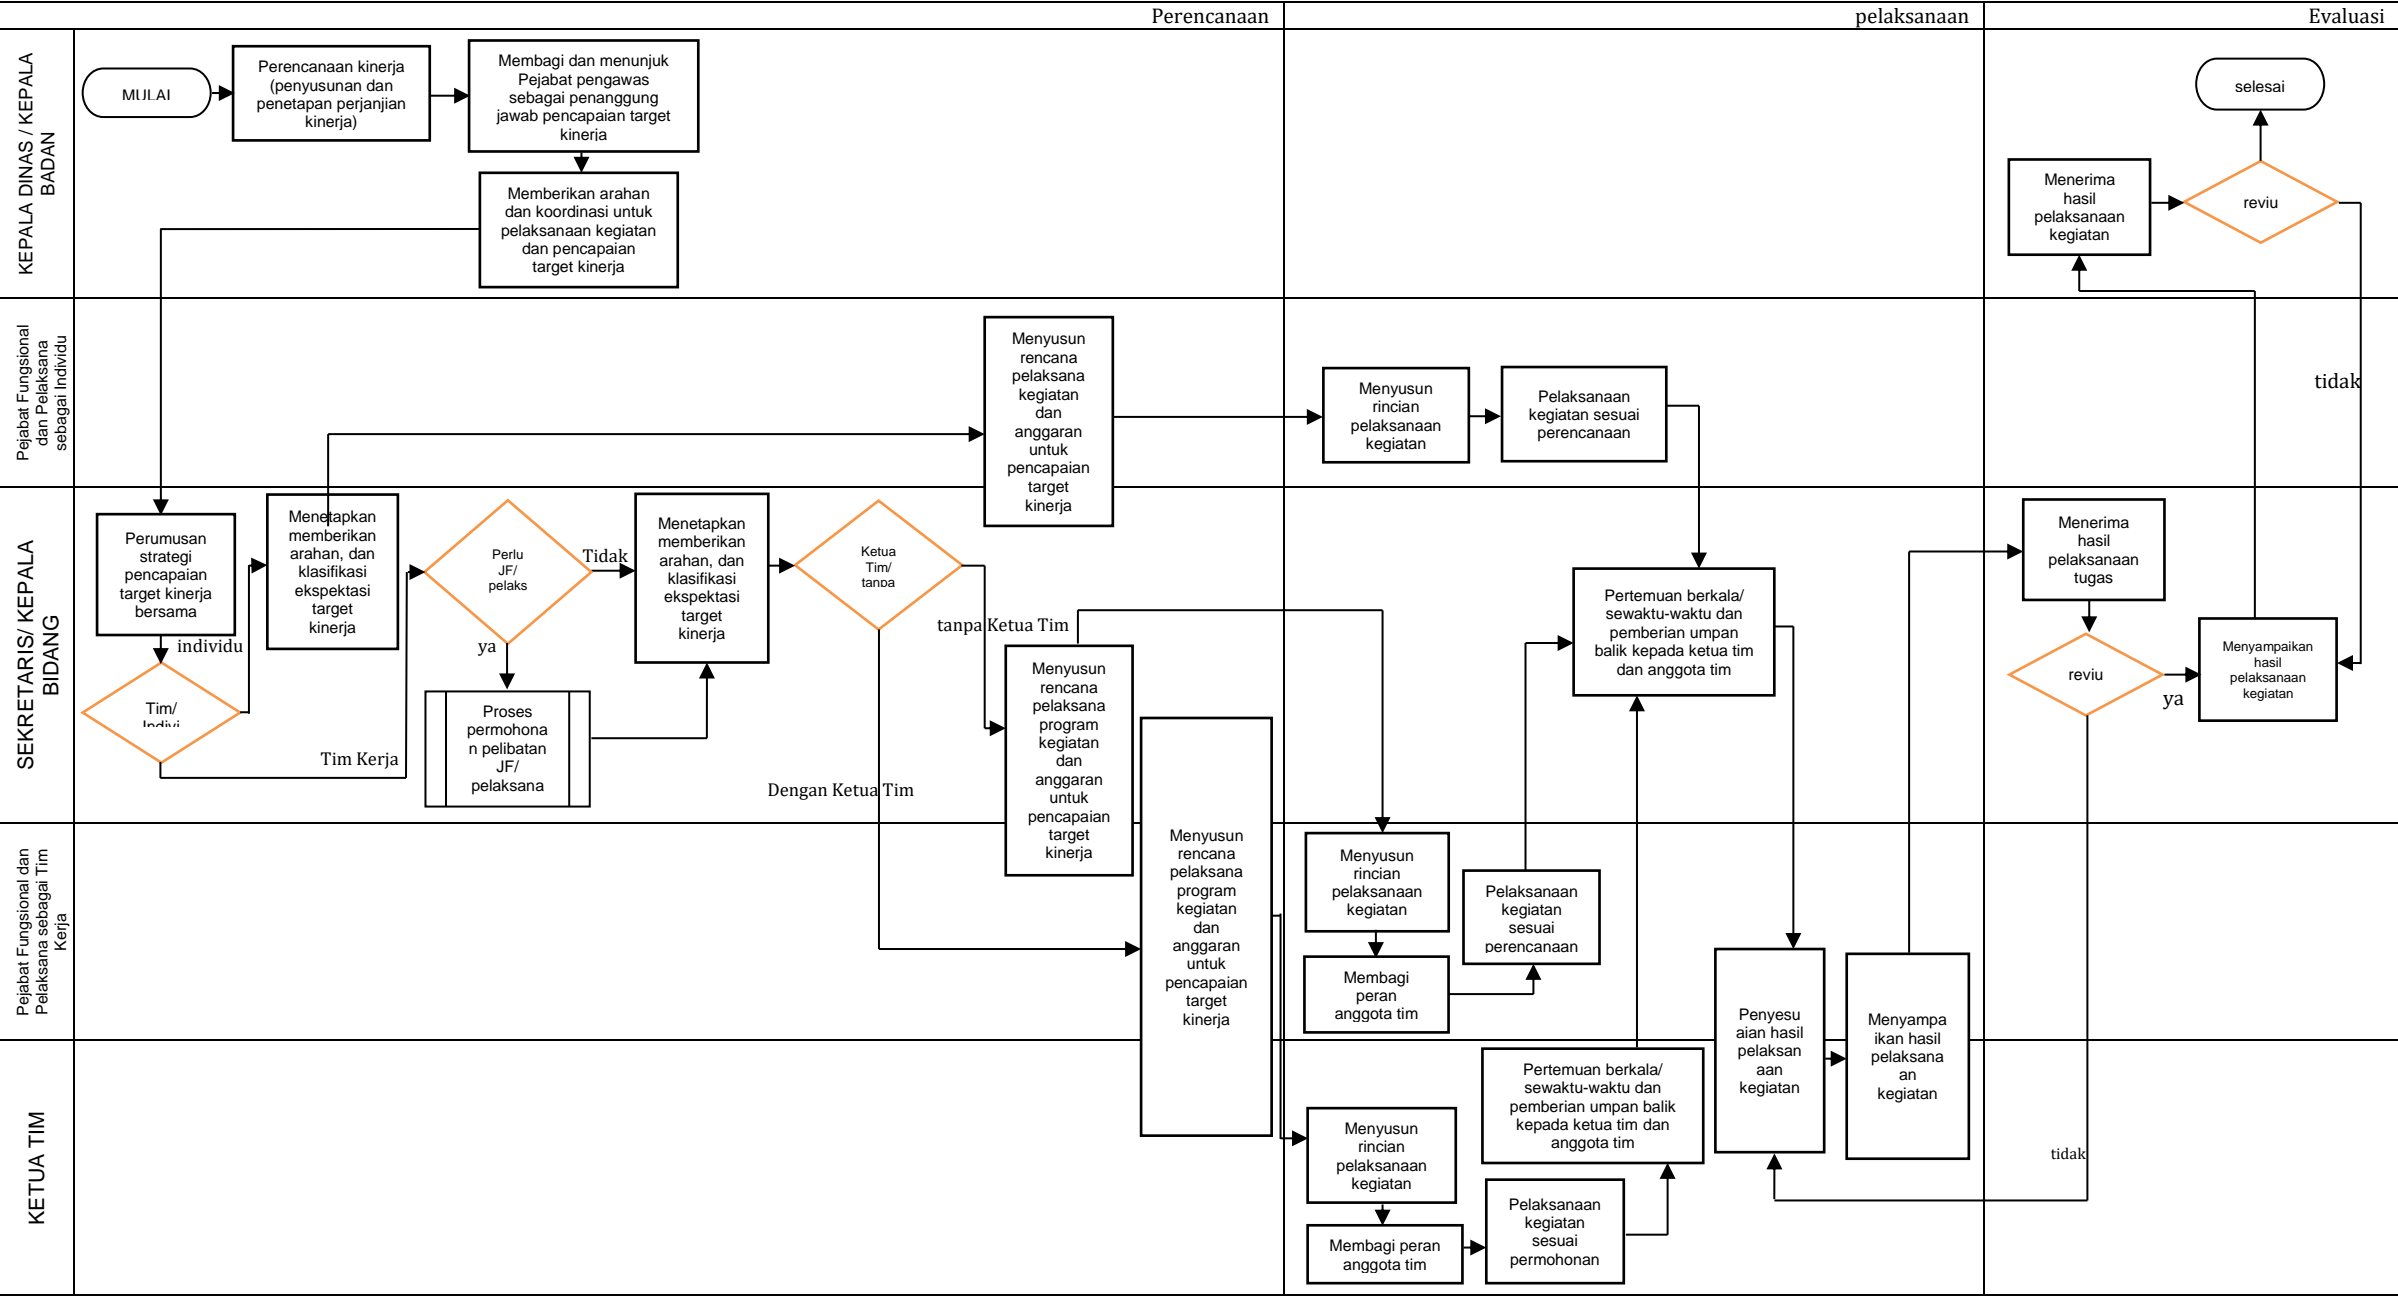 Perencanaan
pelaksanaan
Evaluasi
KEPALA DINAS / KEPALA
BADAN
MULAI
Perencanaan kinerja
(penyusunan dan
penetapan perjanjian
kinerja)
Membagi dan menunjuk
Pejabat pengawas
sebagai penanggung
jawab pencapaian target
kinerja
Memberikan arahan
dan koordinasi untuk
pelaksanaan kegiatan
dan pencapaian
target kinerja
Menerima
hasil
pelaksanaan
kegiatan
reviu
selesai
tidak
Pejabat Fungsional
dan Pelaksana
sebagai Individu
Menyusun
rencana
pelaksana
kegiatan
dan
anggaran
untuk
pencapaian
target
kinerja
Menyusun
rincian
pelaksanaan
kegiatan
Pelaksanaan
kegiatan sesuai
perencanaan
SEKRETARIS/ KEPALA
BIDANG
Perumusan
strategi
pencapaian
target kinerja
bersama
individu
Tim/
Indivi
Tim Kerja
Menetapkan
memberikan
arahan, dan
klasifikasi
ekspektasi
target
kinerja
Perlu
JF/
pelaks
Tidak
ya
Proses
permohona
n pelibatan
JF/
pelaksana
Menetapkan
memberikan
arahan, dan
klasifikasi
ekspektasi
target
kinerja
Ketua
Tim/
tanpa
tanpa Ketua Tim
Dengan Ketua Tim
Menyusun
rencana
pelaksana
program
kegiatan
dan
anggaran
untuk
pencapaian
target
kinerja
Menyusun
rencana
pelaksana
program
kegiatan
dan
anggaran
untuk
pencapaian
target
kinerja
Pertemuan berkala/
sewaktu-waktu dan
pemberian umpan
balik kepada ketua tim
dan anggota tim
Menerima
hasil
pelaksanaan
tugas
reviu
ya
Menyampaikan
hasil
pelaksanaan
kegiatan
Pejabat Fungsional dan
Pelaksana sebagai Tim
Kerja
Menyusun
rincian
pelaksanaan
kegiatan
Membagi
peran
anggota tim
Pelaksanaan
kegiatan
sesuai
perencanaan
Penyesu
aian hasil
pelaksan
aan
kegiatan
Menyampa
ikan hasil
pelaksana
an
kegiatan
KETUA TIM
Menyusun
rincian
pelaksanaan
kegiatan
Membagi peran
anggota tim
Pelaksanaan
kegiatan
sesuai
permohonan
Pertemuan berkala/
sewaktu-waktu dan
pemberian umpan balik
kepada ketua tim dan
anggota tim
tidak